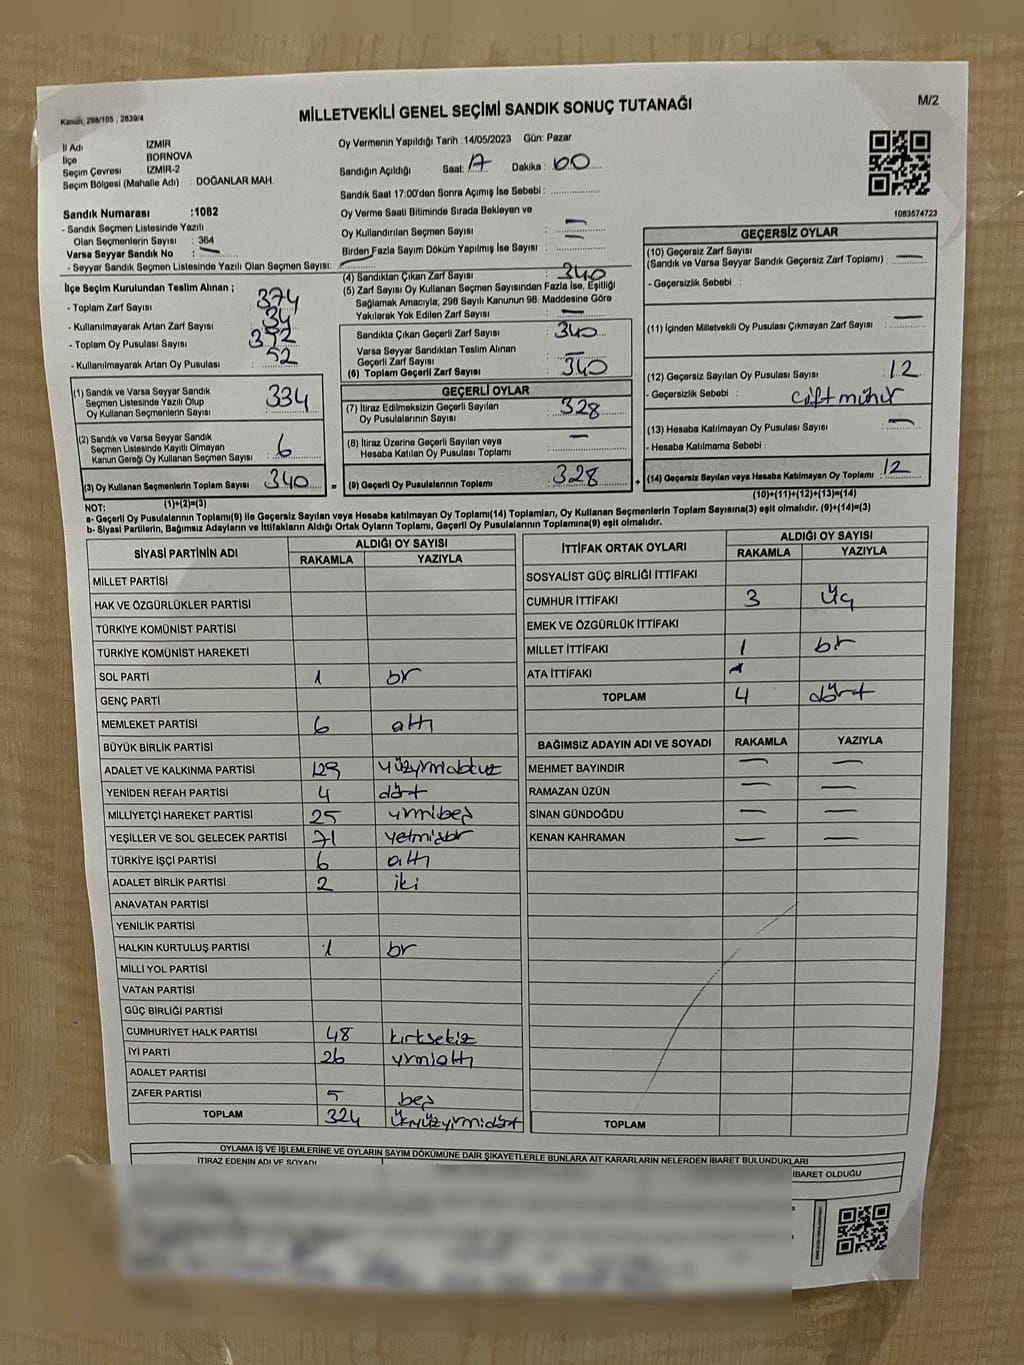 Kanun: 298/105 , 2839/4
MİLLETVEKİLİ GENEL SEÇİMİ SANDIK SONUÇ TUTANAĞI
M/2
İl Adı : İZMİR
İlçe : BORNOVA
Seçim Çevresi : İZMİR-2
Seçim Bölgesi (Mahalle Adı) : DOĞANLAR MAH.
Oy Vermenin Yapıldığı Tarih : 14/05/2023 Gün: Pazar
Sandığın Açıldığı Saat: 17 Dakika : 00
Sandık Saat 17:00'den Sonra Açımış İse Sebebi :
1083574723
Sandık Numarası :1082
- Sandık Seçmen Listesinde Yazılı
Olan Seçmenlerin Sayısı : 364
Varsa Seyyar Sandık No : —
- Seyyar Sandık Seçmen Listesinde Yazılı Olan Seçmen Sayısı: —
Oy Verme Saati Bitiminde Sırada Bekleyen ve
Oy Kullandırılan Seçmen Sayısı : —
Birden Fazla Sayım Döküm Yapılmış İse Sayısı : —
İlçe Seçim Kurulundan Teslim Alınan ;
- Toplam Zarf Sayısı : 374
- Kullanılmayarak Artan Zarf Sayısı : 34
- Toplam Oy Pusulası Sayısı : 392
- Kullanılmayarak Artan Oy Pusulası : 52
(1) Sandık ve Varsa Seyyar Sandık
Seçmen Listesinde Yazılı Olup
Oy Kullanan Seçmenlerin Sayısı : 334
(2) Sandık ve Varsa Seyyar Sandık
Seçmen Listesinde Kayıtlı Olmayan
Kanun Gereği Oy Kullanan Seçmen Sayısı : 6
(3) Oy Kullanan Seçmenlerin Toplam Sayısı : 340
(1)+(2)=(3)
(4) Sandıktan Çıkan Zarf Sayısı : 340
(5) Zarf Sayısı Oy Kullanan Seçmen Sayısından Fazla İse, Eşitliği
Sağlamak Amacıyla; 298 Sayılı Kanunun 98. Maddesine Göre
Yakılarak Yok Edilen Zarf Sayısı : —
Sandıkta Çıkan Geçerli Zarf Sayısı : 340
Varsa Seyyar Sandıktan Teslim Alınan
Geçerli Zarf Sayısı : —
(6) Toplam Geçerli Zarf Sayısı : 340
GEÇERLİ OYLAR
(7) İtiraz Edilmeksizin Geçerli Sayılan
Oy Pusulalarının Sayısı : 328
(8) İtiraz Üzerine Geçerli Sayılan veya
Hesaba Katılan Oy Pusulası Toplamı : —
= (9) Geçerli Oy Pusulalarının Toplamı : 328
GEÇERSİZ OYLAR
(10) Geçersiz Zarf Sayısı
(Sandık ve Varsa Seyyar Sandık Geçersiz Zarf Toplamı) : —
- Geçersizlik Sebebi :
(11) İçinden Milletvekili Oy Pusulası Çıkmayan Zarf Sayısı : —
(12) Geçersiz Sayılan Oy Pusulası Sayısı : 12
- Geçersizlik Sebebi : çift mühür
(13) Hesaba Katılmayan Oy Pusulası Sayısı : —
- Hesaba Katılmama Sebebi :
+ (14) Geçersiz Sayılan veya Hesaba Katılmayan Oy Toplamı : 12
(10)+(11)+(12)+(13)=(14)
NOT:
a- Geçerli Oy Pusulalarının Toplamı(9) ile Geçersiz Sayılan veya hesaba katılmayan Oy Toplamı(14) Toplamları, Oy Kullanan Seçmenlerin Toplam Sayısına(3) eşit olmalıdır. (9)+(14)=(3)
b- Siyasi Partilerin, Bağımsız Adayların ve İttifakların Aldığı Ortak Oyların Toplamı, Geçerli Oy Pusulalarının Toplamına(9) eşit olmalıdır.
SİYASİ PARTİNİN ADI ALDIĞI OY SAYISI
RAKAMLA YAZIYLA
MİLLET PARTİSİ
HAK VE ÖZGÜRLÜKLER PARTİSİ
TÜRKİYE KOMÜNİST PARTİSİ
TÜRKİYE KOMÜNİST HAREKETİ
SOL PARTİ 1 bir
GENÇ PARTİ
MEMLEKET PARTİSİ 6 altı
BÜYÜK BİRLİK PARTİSİ
ADALET VE KALKINMA PARTİSİ 129 yüzyirmidokuz
YENİDEN REFAH PARTİSİ 4 dört
MİLLİYETÇİ HAREKET PARTİSİ 25 yirmibeş
YEŞİLLER VE SOL GELECEK PARTİSİ 71 yetmişbir
TÜRKİYE İŞÇİ PARTİSİ 6 altı
ADALET BİRLİK PARTİSİ 2 iki
ANAVATAN PARTİSİ
YENİLİK PARTİSİ
HALKIN KURTULUŞ PARTİSİ 1 bir
MİLLİ YOL PARTİSİ
VATAN PARTİSİ
GÜÇ BİRLİĞİ PARTİSİ
CUMHURİYET HALK PARTİSİ 48 kırksekiz
İYİ PARTİ 26 yirmialtı
ADALET PARTİSİ
ZAFER PARTİSİ 5 beş
TOPLAM 324 üçyüzyirmidört
İTTİFAK ORTAK OYLARI ALDIĞI OY SAYISI
RAKAMLA YAZIYLA
SOSYALİST GÜÇ BİRLİĞİ İTTİFAKI
CUMHUR İTTİFAKI 3 üç
EMEK VE ÖZGÜRLÜK İTTİFAKI
MİLLET İTTİFAKI 1 bir
ATA İTTİFAKI
TOPLAM 4 dört
BAĞIMSIZ ADAYIN ADI VE SOYADI RAKAMLA YAZIYLA
MEHMET BAYINDIR — —
RAMAZAN ÜZÜN — —
SİNAN GÜNDOĞDU — —
KENAN KAHRAMAN — —
TOPLAM
OYLAMA İŞ VE İŞLEMLERİNE VE OYLARIN SAYIM DÖKÜMÜNE DAİR ŞİKAYETLERLE BUNLARA AİT KARARLARIN NELERDEN İBARET BULUNDUKLARI
İTİRAZ EDENİN ADI VE SOYADI
İBARET OLDUĞU